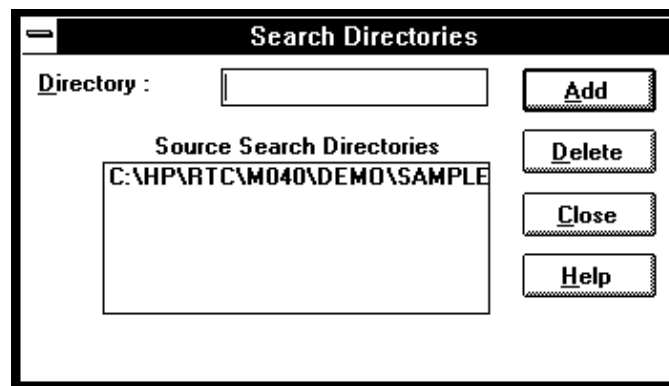 Search Directories
Directory :
Add
Source Search Directories
Delete
C:\HP\RTC\M040\DEMO\SAMPLE
Close
Help